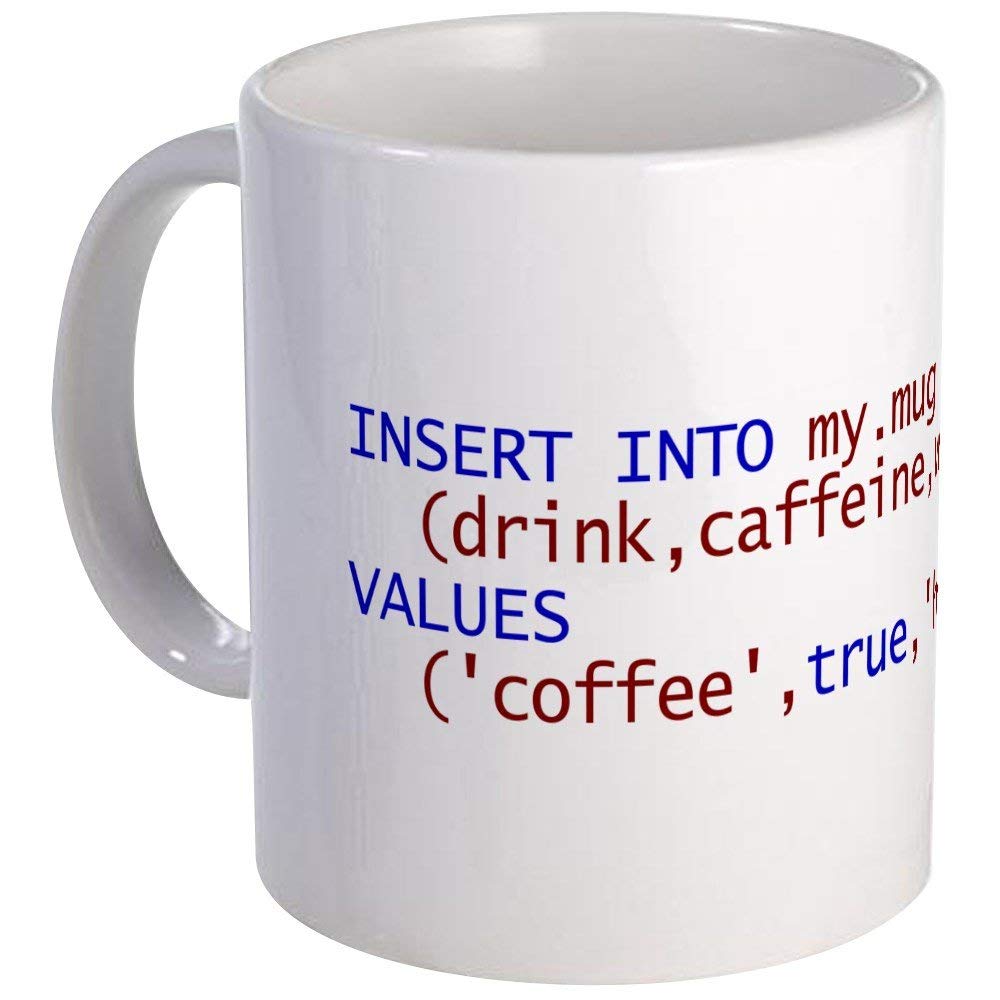 INSERT INTO my.mug
(drink,caffeine,
VALUES
('coffee',true,'